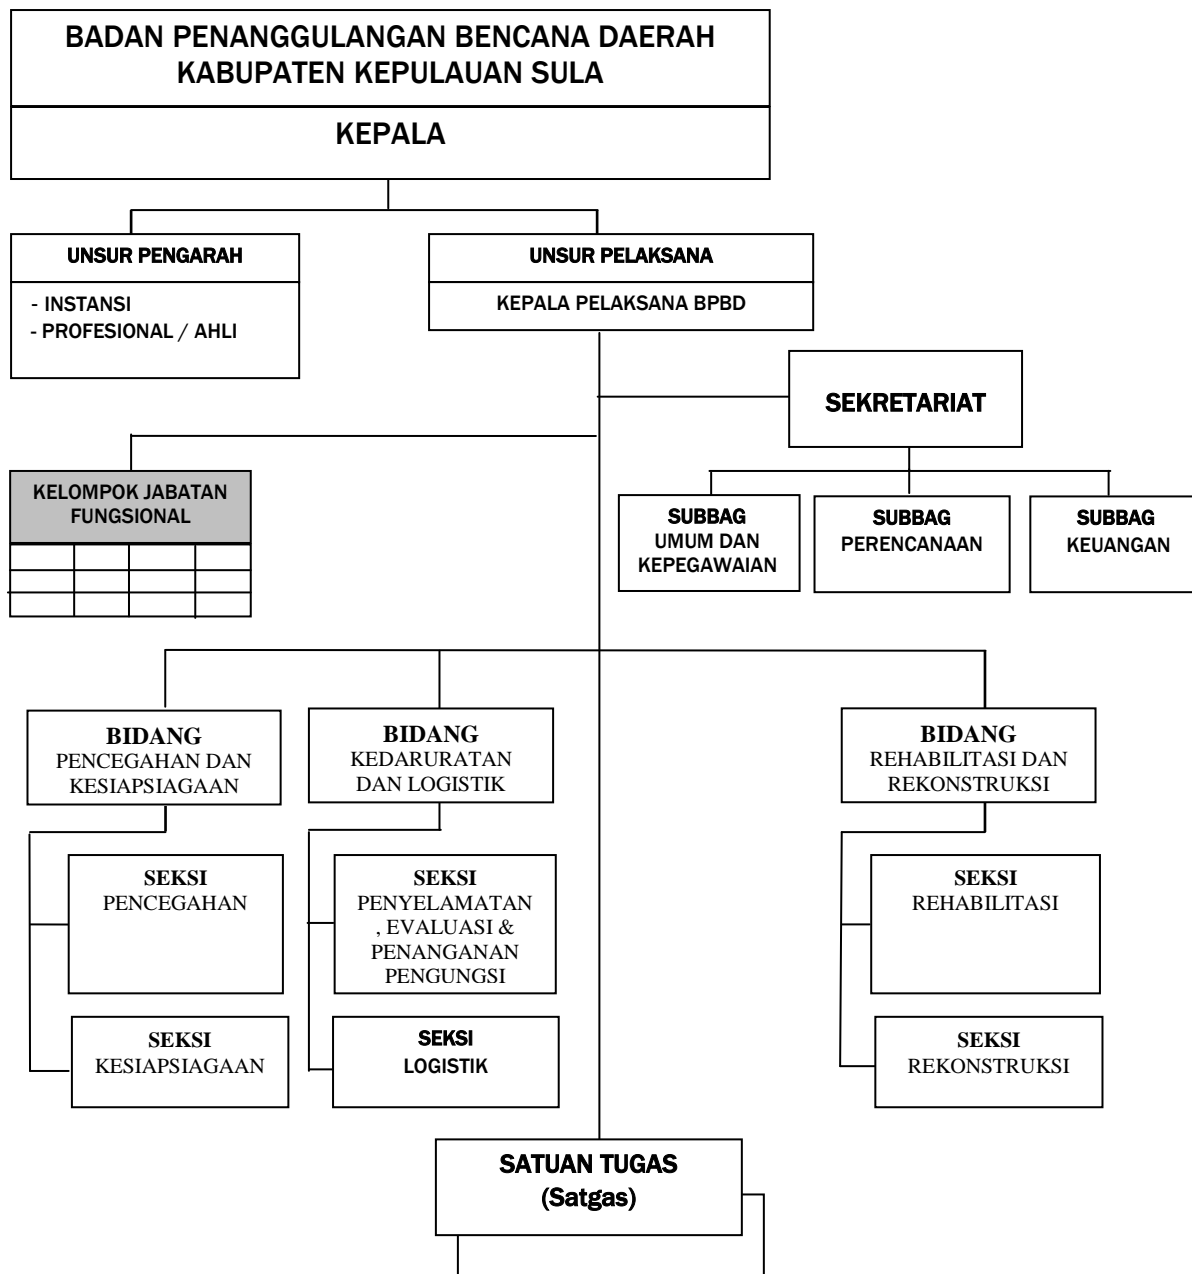 BADAN PENANGGULANGAN BENCANA DAERAH
KABUPATEN KEPULAUAN SULA
KEPALA
UNSUR PENGARAH
- INSTANSI
- PROFESIONAL / AHLI
UNSUR PELAKSANA
KEPALA PELAKSANA BPBD
SEKRETARIAT
KELOMPOK JABATAN
FUNGSIONAL
SUBBAG
UMUM DAN
KEPEGAWAIAN
SUBBAG
PERENCANAAN
SUBBAG
KEUANGAN
BIDANG
PENCEGAHAN DAN
KESIAPSIAGAAN
BIDANG
KEDARURATAN
DAN LOGISTIK
BIDANG
REHABILITASI DAN
REKONSTRUKSI
SEKSI
PENCEGAHAN
SEKSI
PENYELAMATAN
, EVALUASI &
PENANGANAN
PENGUNGSI
SEKSI
REHABILITASI
SEKSI
KESIAPSIAGAAN
SEKSI
LOGISTIK
SEKSI
REKONSTRUKSI
SATUAN TUGAS
(Satgas)